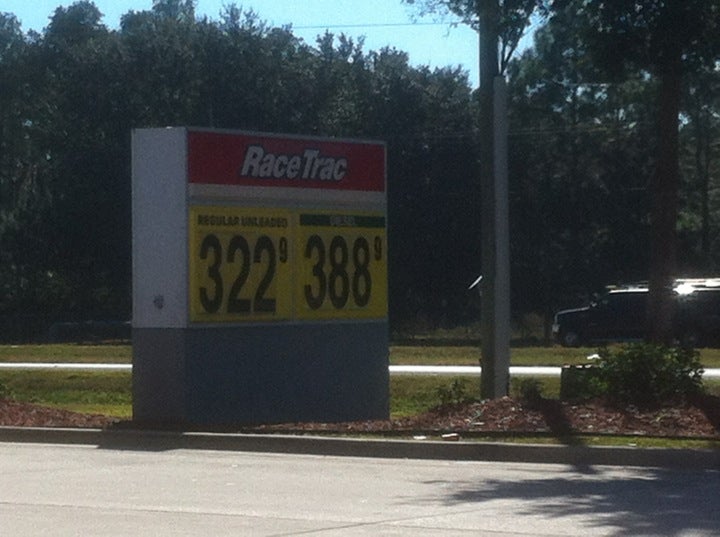 RaceTrac
REGULAR UNLEADED
322 9
DIESEL
388 9